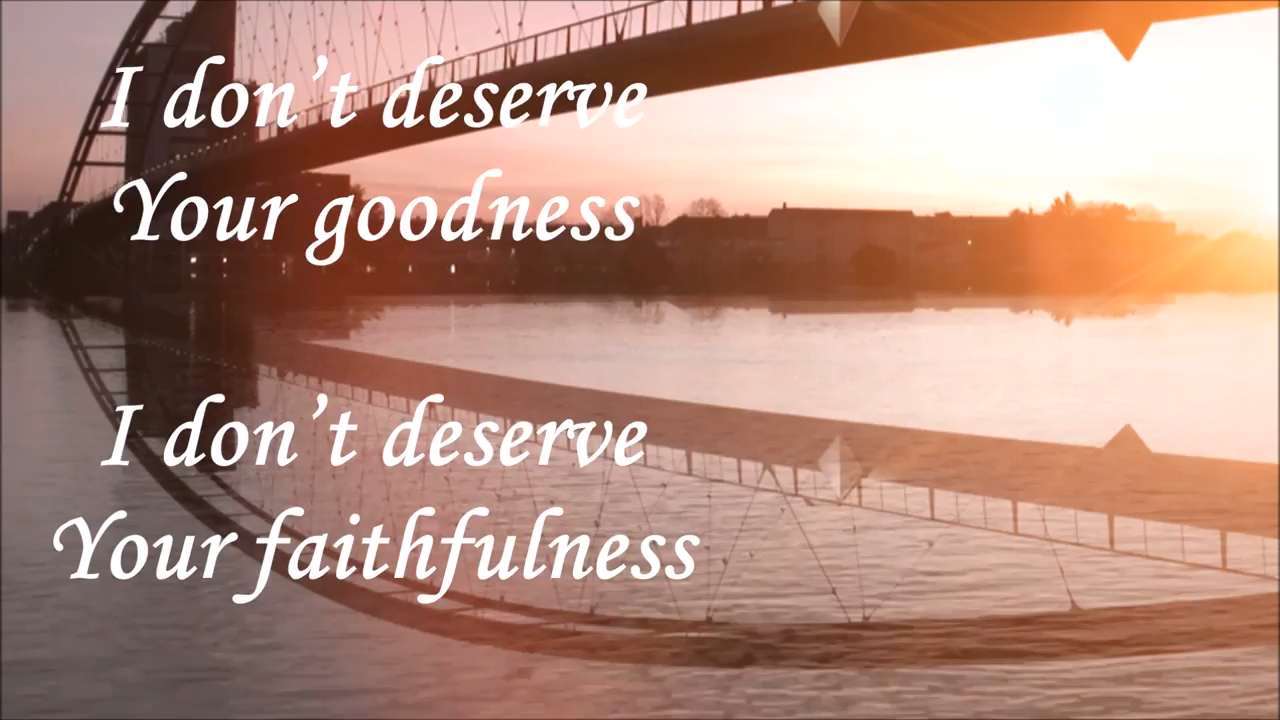 I don’t deserve
Your goodness
I don’t deserve
Your faithfulness